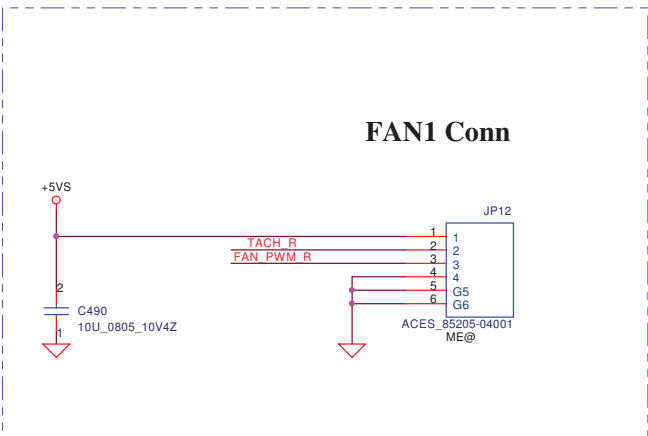 FAN1 Conn
+5VS
JP12
1
1
TACH_R
2
2
FAN_PWM_R
3
3
4
4
5
G5
6
G6
2
C490
10U_0805_10V4Z
1
ACES_85205-04001
ME@